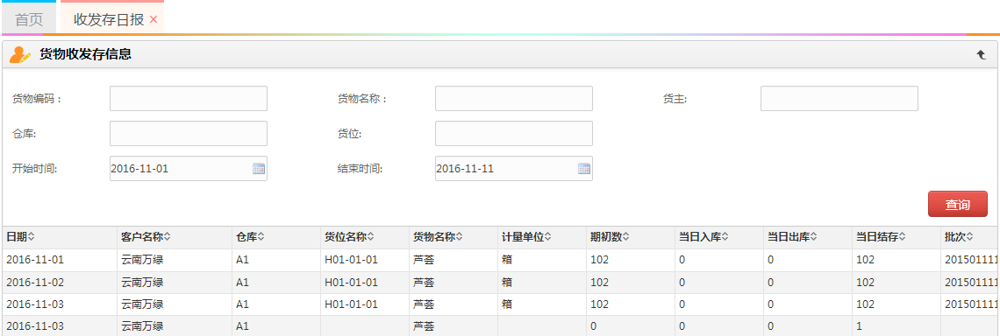 首页 收发存日报 ×
货物收发存信息
货物编码： 货物名称： 货主:
仓库: 货位:
开始时间: 2016-11-01 结束时间: 2016-11-11
查询
日期 客户名称 仓库 货位名称 货物名称 计量单位 期初数 当日入库 当日出库 当日结存 批次
2016-11-01 云南万绿 A1 H01-01-01 芦荟 箱 102 0 0 102 201501111
2016-11-02 云南万绿 A1 H01-01-01 芦荟 箱 102 0 0 102 201501111
2016-11-03 云南万绿 A1 H01-01-01 芦荟 箱 102 0 0 102 201501111
2016-11-03 云南万绿 A1 芦荟 0 0 0 1